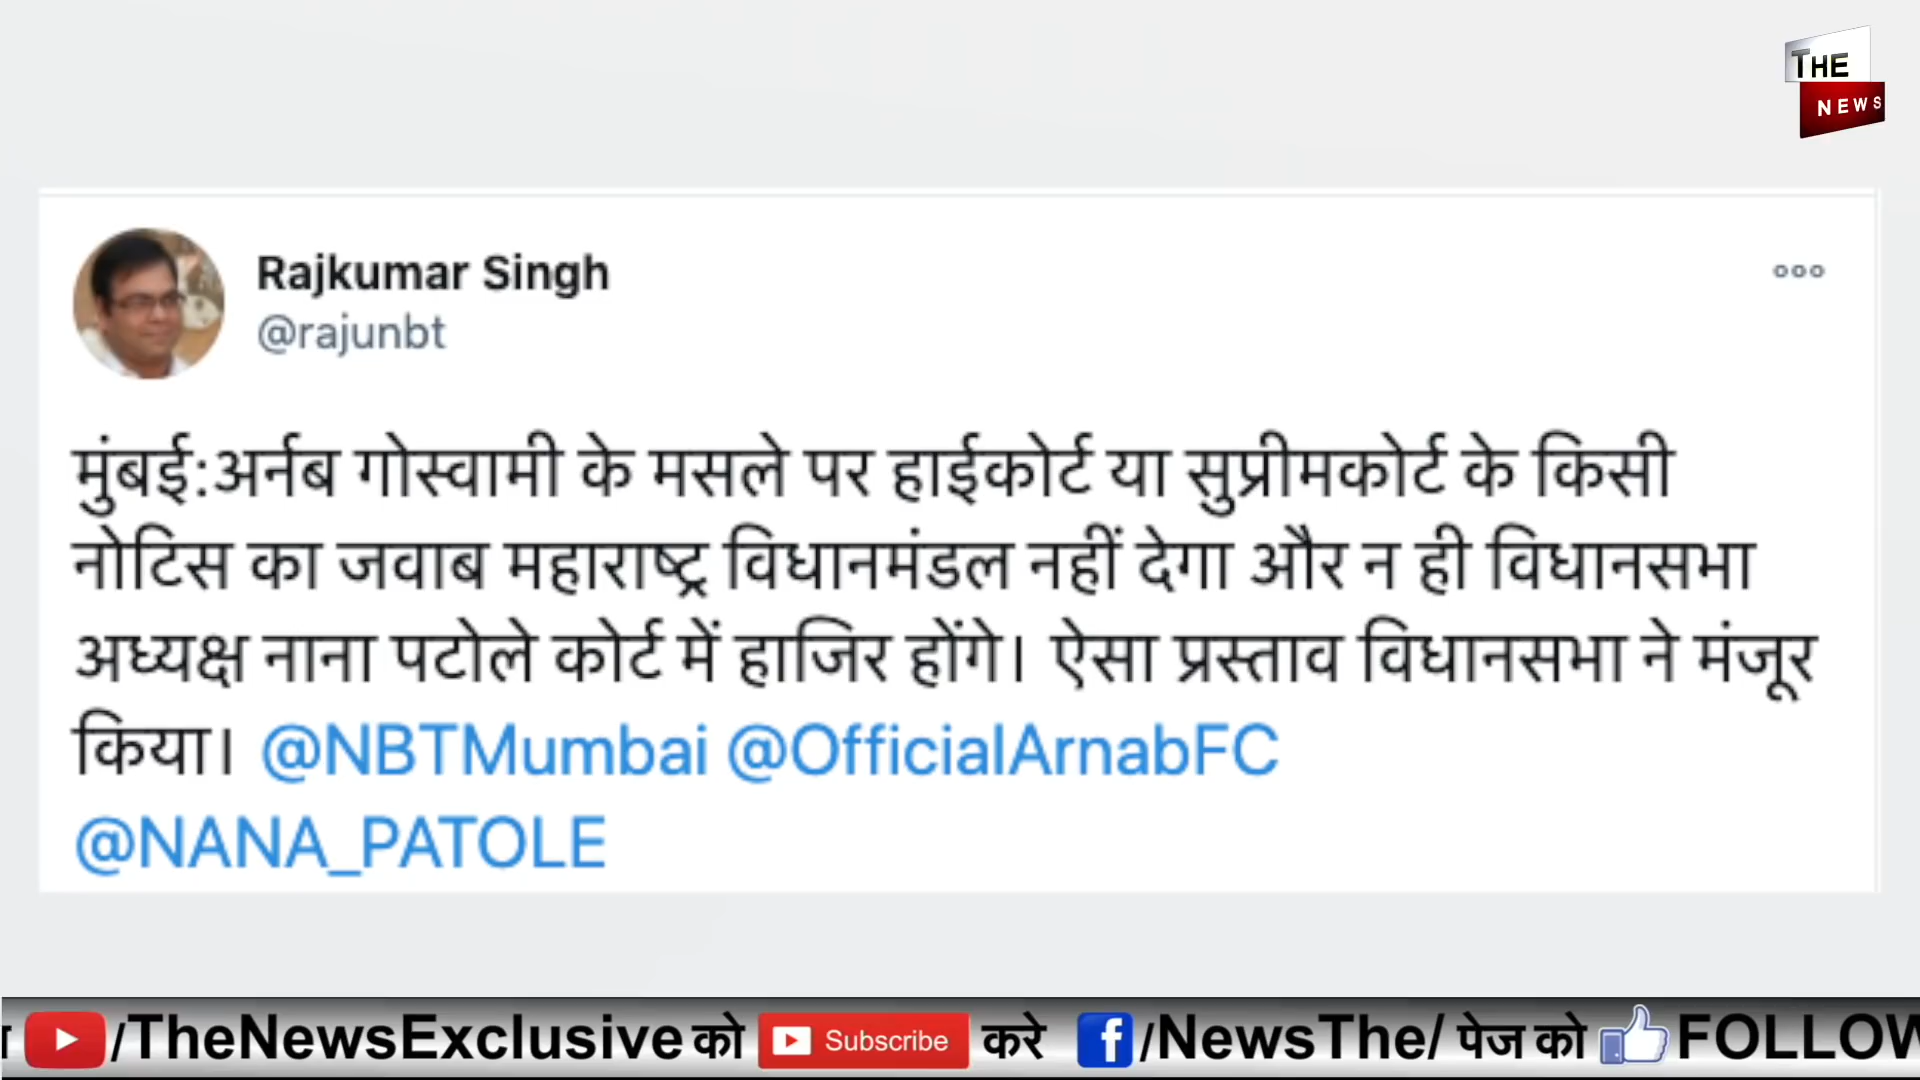 THE
NEWS
Rajkumar Singh
@rajunbt
मुंबई:अर्नब गोस्वामी के मसले पर हाईकोर्ट या सुप्रीमकोर्ट के किसी
नोटिस का जवाब महाराष्ट्र विधानमंडल नहीं देगा और न ही विधानसभा
अध्यक्ष नाना पटोले कोर्ट में हाजिर होंगे। ऐसा प्रस्ताव विधानसभा ने मंजूर
किया। @NBTMumbai @OfficialArnabFC
@NANA_PATOLE
/TheNewsExclusive को Subscribe करे f /NewsThe/ पेज को FOLLOW